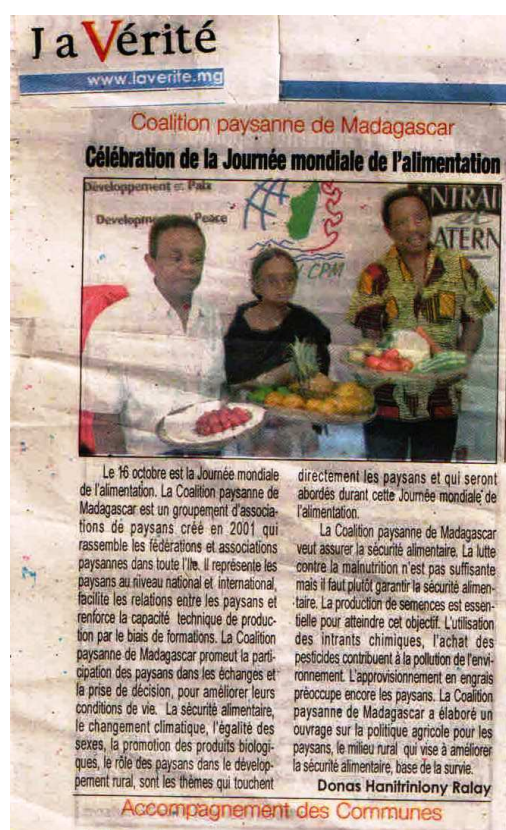 La Vérité
www.laverite.mg
Coalition paysanne de Madagascar
Célébration de la Journée mondiale de l'alimentation
Développement et Paix
Development Peace
CPM
NTRAI
et
ATERN
Le 16 octobre est la Journée mondiale
de l'alimentation. La Coalition paysanne de
Madagascar est un groupement d'associa-
tions de paysans créé en 2001 qui
rassemble les fédérations et associations
paysannes dans toute l'Ile. Il représente les
paysans au niveau national et international,
facilite les relations entre les paysans et
renforce la capacité technique de produc-
tion par le biais de formations. La Coalition
paysanne de Madagascar promeut la parti-
cipation des paysans dans les échanges et
la prise de décision, pour améliorer leurs
conditions de vie. La sécurité alimentaire,
le changement climatique, l'égalité des
sexes, la promotion des produits biologi-
ques, le rôle des paysans dans le dévelop-
pement rural, sont les thèmes qui touchent
directement les paysans et qui seront
abordés durant cette Journée mondiale de
l'alimentation.
La Coalition paysanne de Madagascar
veut assurer la sécurité alimentaire. La lutte
contre la malnutrition n'est pas suffisante
mais il faut plutôt garantir la sécurité alimen-
taire. La production de semences est essen-
tielle pour atteindre cet objectif. L'utilisation
des intrants chimiques, l'achat des
pesticides contribuent à la pollution de l'envi-
ronnement. L'approvisionnement en engrais
préoccupe encore les paysans. La Coalition
paysanne de Madagascar a élaboré un
ouvrage sur la politique agricole pour les
paysans, le milieu rural qui vise à améliorer
la sécurité alimentaire, base de la survie.
Donas Hanitriniony Ralay
Accompagnement des Communes